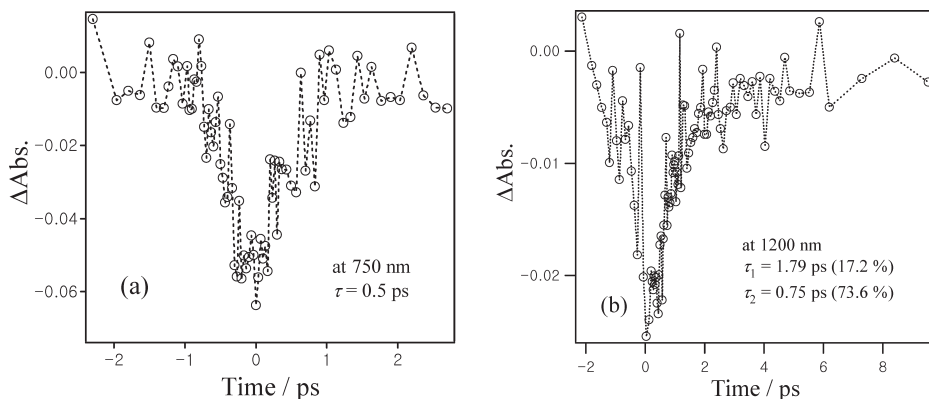 (a)
ΔAbs.
0.00
-0.02
-0.04
-0.06
at 750 nm
τ = 0.5 ps
-2
-1
0
1
2
Time / ps
(b)
ΔAbs.
0.00
-0.01
-0.02
at 1200 nm
τ1 = 1.79 ps (17.2 %)
τ2 = 0.75 ps (73.6 %)
-2
0
2
4
6
8
Time / ps